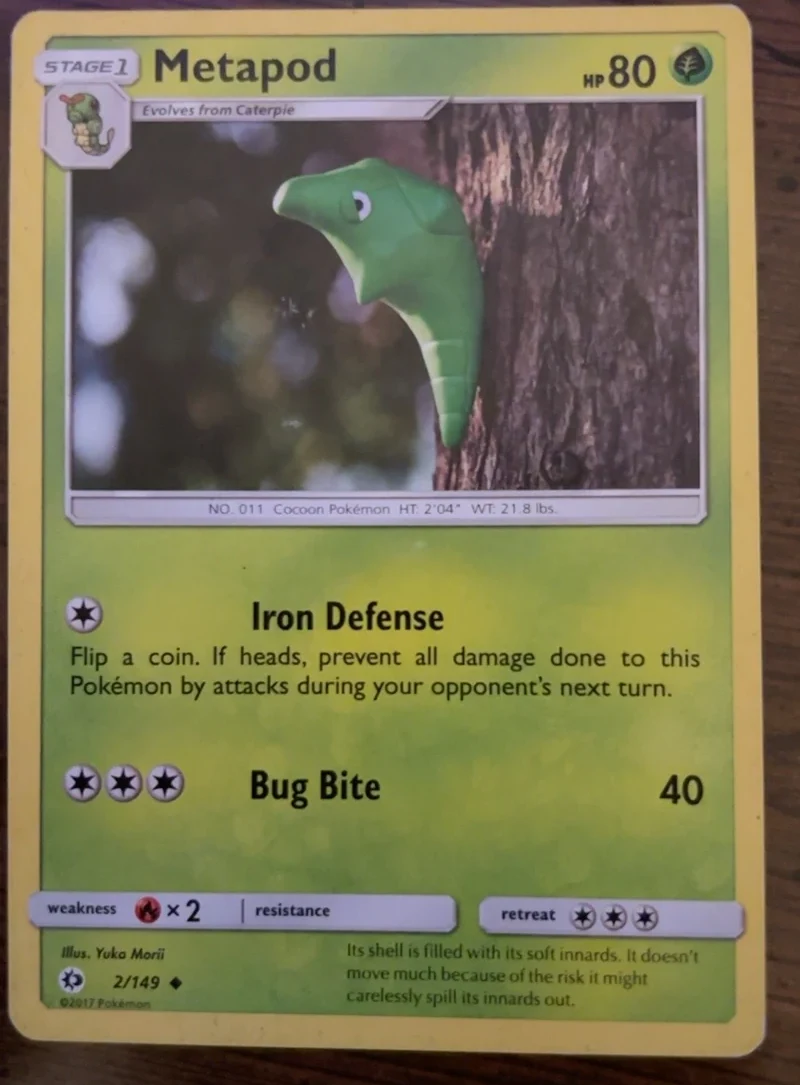 STAGE 1 Metapod HP 80
Evolves from Caterpie
NO. 011 Cocoon Pokémon HT: 2'04" WT: 21.8 lbs.
Iron Defense
Flip a coin. If heads, prevent all damage done to this
Pokémon by attacks during your opponent's next turn.
Bug Bite 40
weakness × 2 resistance retreat
Illus. Yuka Morii
2/149
©2017 Pokémon
Its shell is filled with its soft innards. It doesn't
move much because of the risk it might
carelessly spill its innards out.